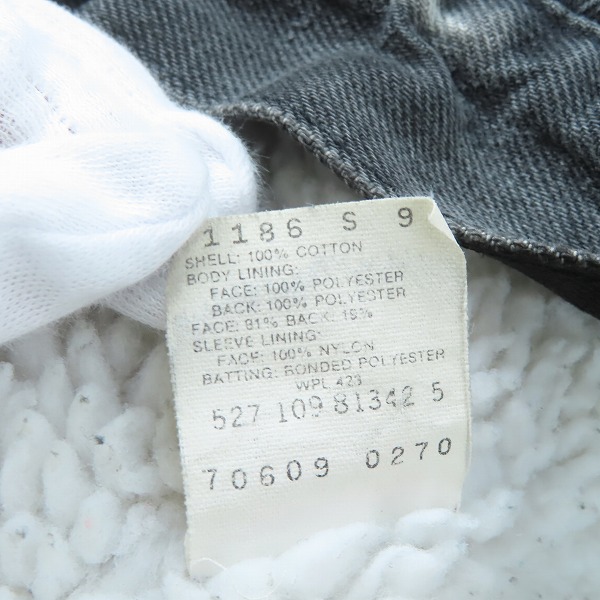 1186 S 9
SHELL: 100% COTTON
BODY LINING:
FACE: 100% POLYESTER
BACK: 100% POLYESTER
FACE: 81% BACK: 19%
SLEEVE LINING:
FACE: 100% NYLON
BATTING: BONDED POLYESTER
WPL 423
527 109 81342 5
70609 0270